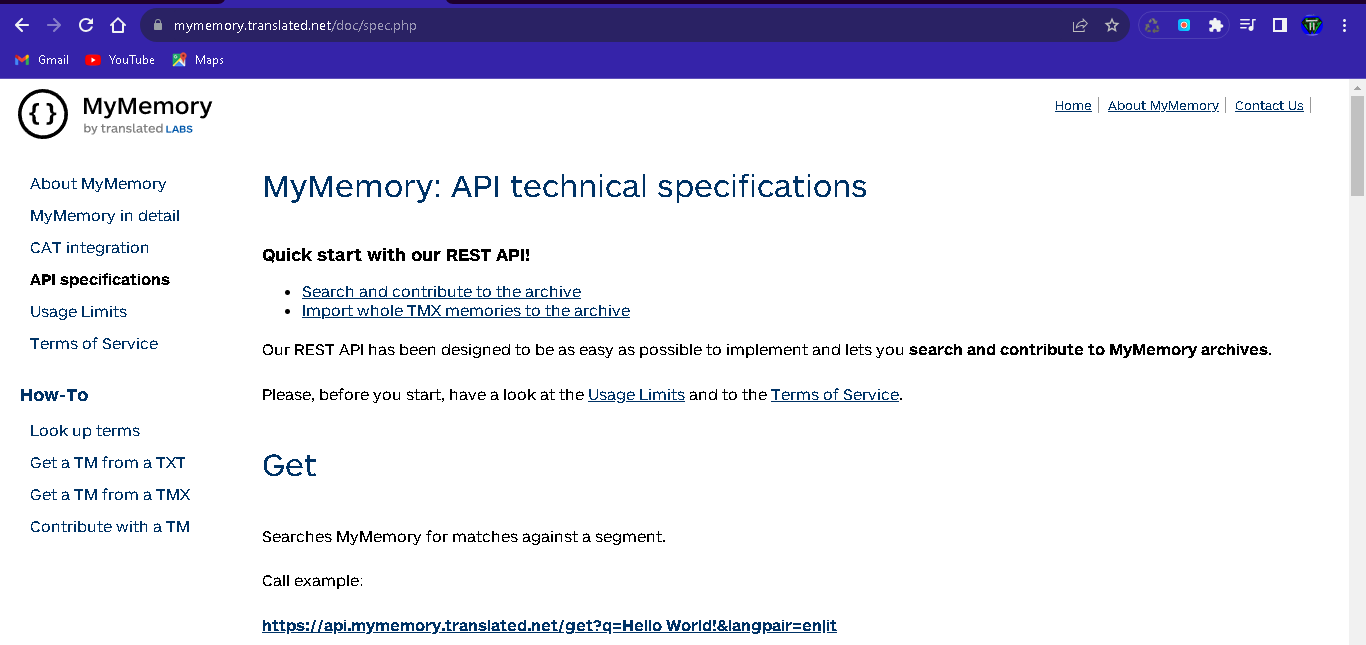 mymemory.translated.net/doc/spec.php
Gmail YouTube Maps
MyMemory
by translated LABS
Home About MyMemory Contact Us
About MyMemory
MyMemory in detail
CAT integration
API specifications
Usage Limits
Terms of Service
How-To
Look up terms
Get a TM from a TXT
Get a TM from a TMX
Contribute with a TM
MyMemory: API technical specifications
Quick start with our REST API!
Search and contribute to the archive
Import whole TMX memories to the archive
Our REST API has been designed to be as easy as possible to implement and lets you search and contribute to MyMemory archives.
Please, before you start, have a look at the Usage Limits and to the Terms of Service.
Get
Searches MyMemory for matches against a segment.
Call example:
https://api.mymemory.translated.net/get?q=Hello World!&langpair=en|it